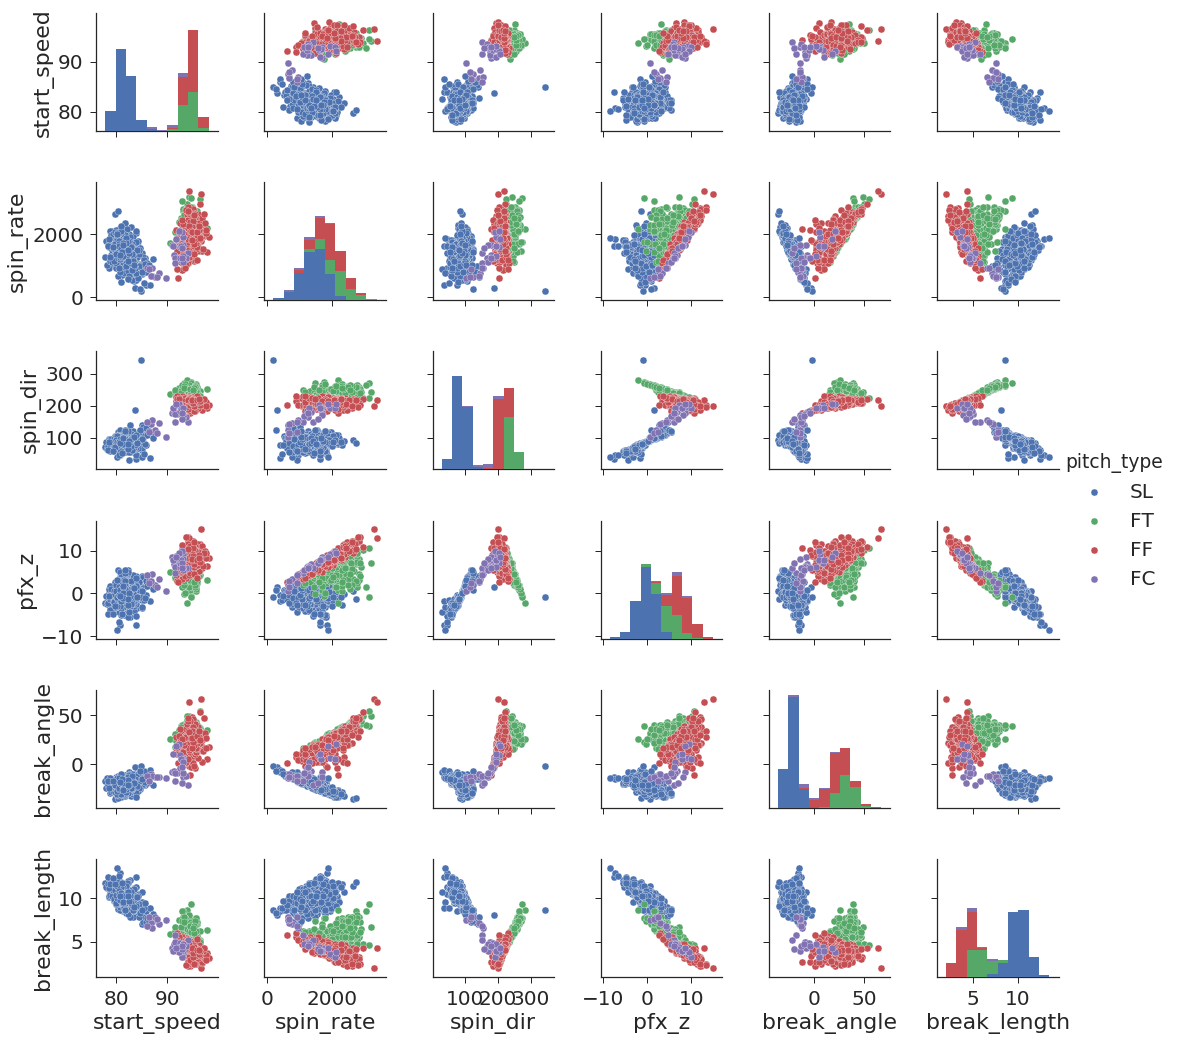 start_speed
90
80
spin_rate
2000
0
spin_dir
300
200
100
pfx_z
10
0
−10
break_angle
50
0
break_length
10
5
pitch_type
SL
FT
FF
FC
80 90 0 2000 100 200 300 −10 0 10 0 50 5 10
start_speed spin_rate spin_dir pfx_z break_angle break_length